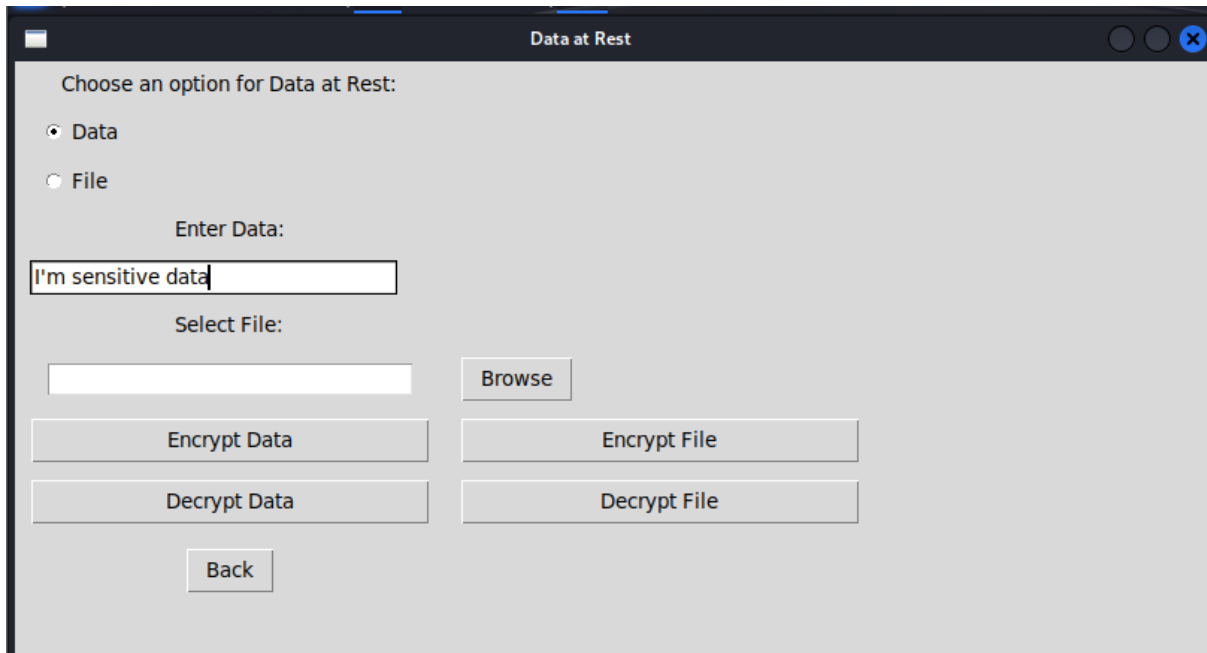 Data at Rest
Choose an option for Data at Rest:
Data
File
Enter Data:
I'm sensitive data
Select File:
Browse
Encrypt Data Encrypt File
Decrypt Data Decrypt File
Back